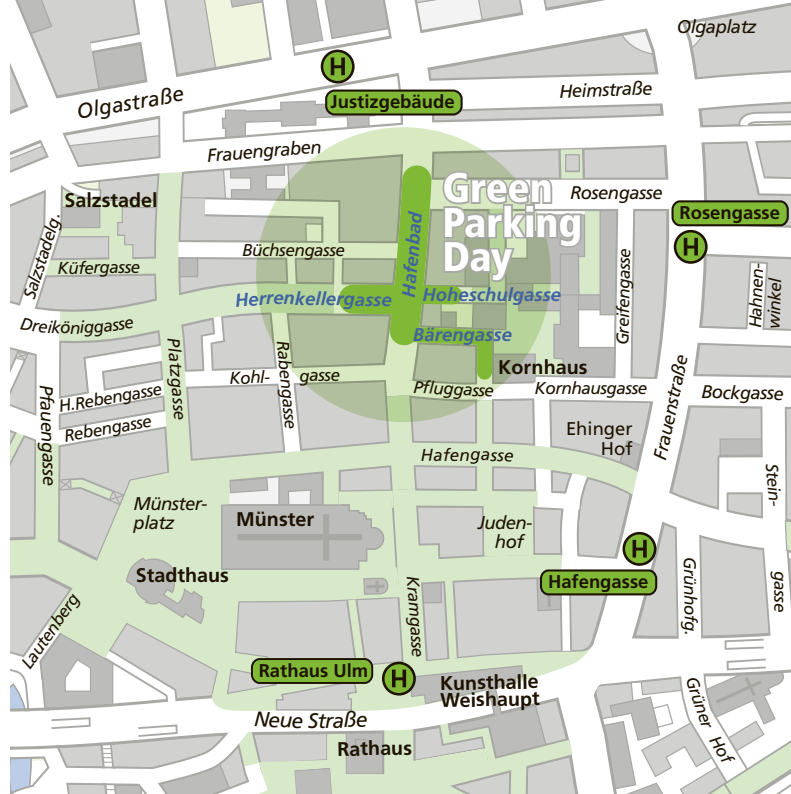 Olgaplatz
H
Olgastraße
Justizgebäude
Heimstraße
Frauengraben
Green
Parking
Day
Rosengasse
Salzstadel
Rosengasse
H
Salzstadelg.
Hafenbad
Büchsengasse
Küfergasse
Greifengasse
Hahnen-
winkel
Herrenkellergasse
Hoheschulgasse
Dreiköniggasse
Bärengasse
Platzgasse
Rabengasse
Kornhaus
Frauenstraße
Kohl-
gasse
Pfluggasse
Kornhausgasse
Bockgasse
Pfauengasse
H.Rebengasse
Rebengasse
Ehinger
Hof
Hafengasse
Stein-
gasse
Münster-
platz
Münster
Juden-
hof
H
Stadthaus
Hafengasse
Grünhofg.
Kramgasse
Lautenberg
Rathaus Ulm
H
Kunsthalle
Weishaupt
Grüner Hof
Neue Straße
Rathaus